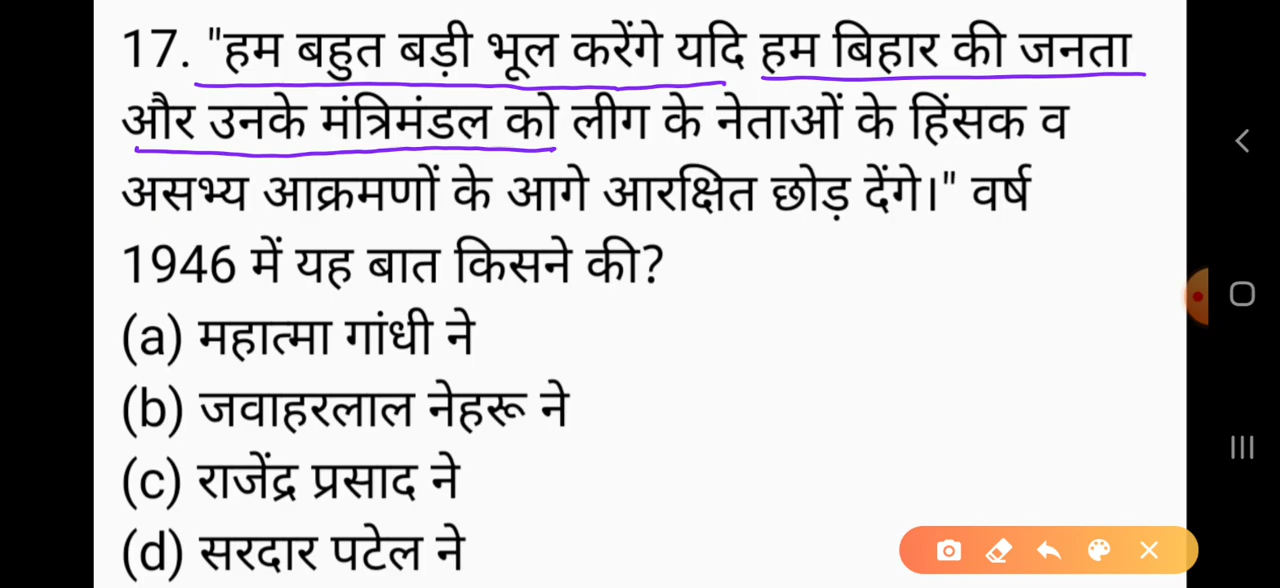 17. "हम बहुत बड़ी भूल करेंगे यदि हम बिहार की जनता
और उनके मंत्रिमंडल को लीग के नेताओं के हिंसक व
असभ्य आक्रमणों के आगे आरक्षित छोड़ देंगे।" वर्ष
1946 में यह बात किसने की?
(a) महात्मा गांधी ने
(b) जवाहरलाल नेहरू ने
(c) राजेंद्र प्रसाद ने
(d) सरदार पटेल ने